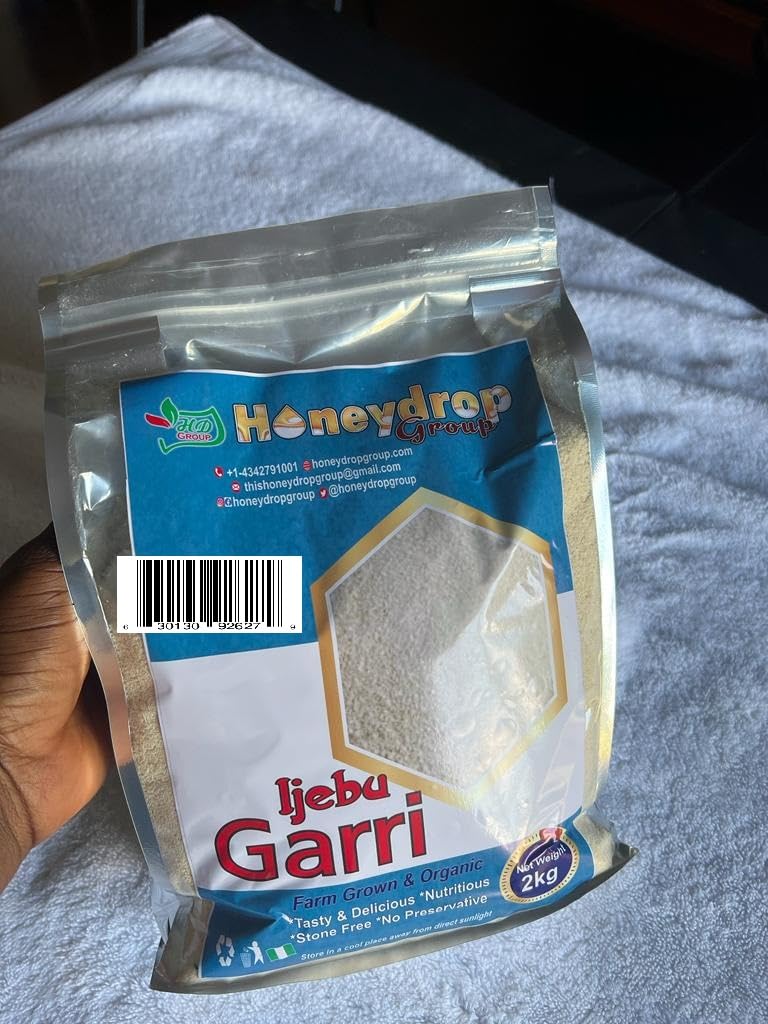 HD
GROUP
Honeydrop
Group
+1-4342791001 honeydropgroup.com
thishoneydropgroup@gmail.com
honeydropgroup @honeydropgroup
6 30130 92627 9
Ijebu
Garri
Farm Grown & Organic
*Tasty & Delicious *Nutritious
*Stone Free *No Preservative
Store in a cool place away from direct sunlight
Net Weight
2kg